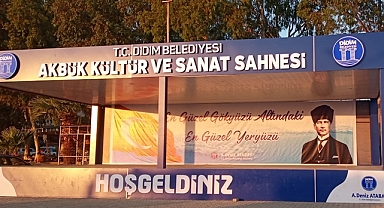 T.C. DİDİM BELEDİYESİ
AKBÜK KÜLTÜR VE SANAT SAHNESİ
DİDİM
En Güzel Gökyüzü Altındaki
En Güzel Yeryüzü
HOŞGELDİNİZ
A.Deniz ATABAY